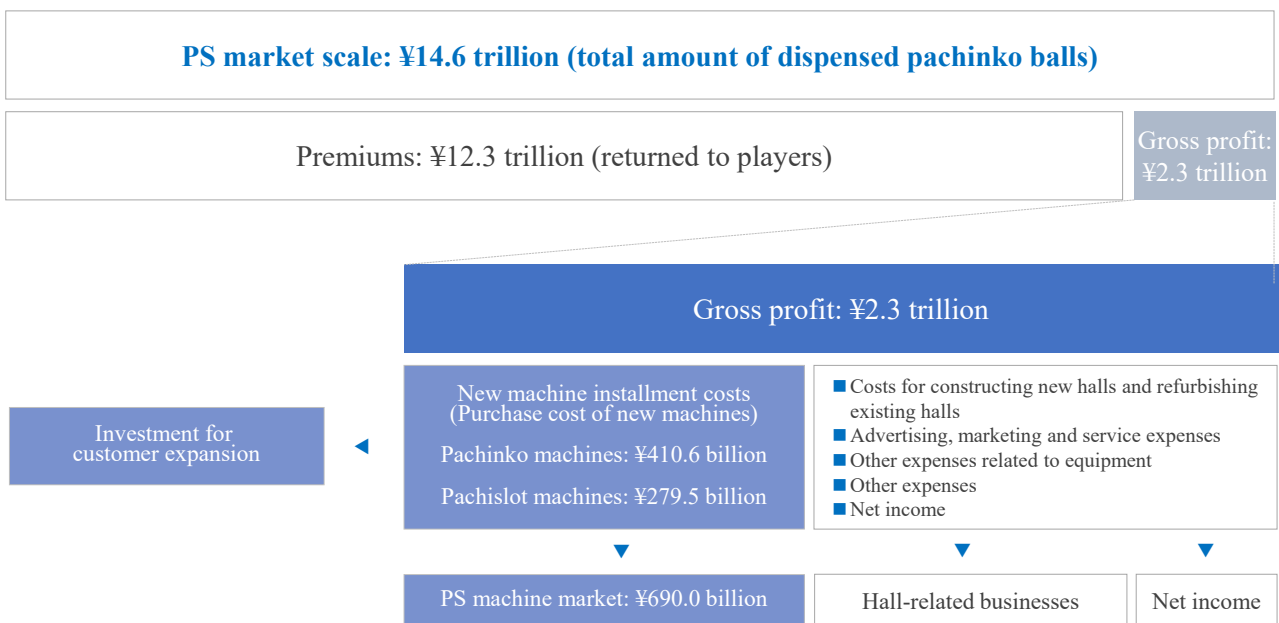 PS market scale: ¥14.6 trillion (total amount of dispensed pachinko balls)
Premiums: ¥12.3 trillion (returned to players)
Gross profit:
¥2.3 trillion
Gross profit: ¥2.3 trillion
New machine installment costs
(Purchase cost of new machines)
Pachinko machines: ¥410.6 billion
Pachislot machines: ¥279.5 billion
Costs for constructing new halls and refurbishing
existing halls
Advertising, marketing and service expenses
Other expenses related to equipment
Other expenses
Net income
Investment for
customer expansion
PS machine market: ¥690.0 billion
Hall-related businesses
Net income